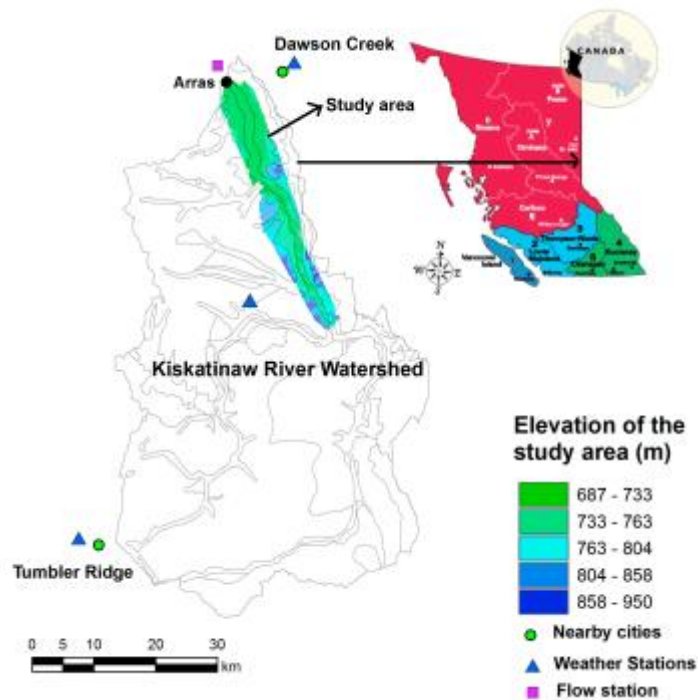 Dawson Creek
CANADA
Arras
Study area
Kiskatinaw River Watershed
Tumbler Ridge
N
W
E
Vancouver
Island
Cariboo
Elevation of the
study area (m)
687 - 733
733 - 763
763 - 804
804 - 858
858 - 950
Nearby cities
Weather Stations
Flow station
0 5 10 20 30
km